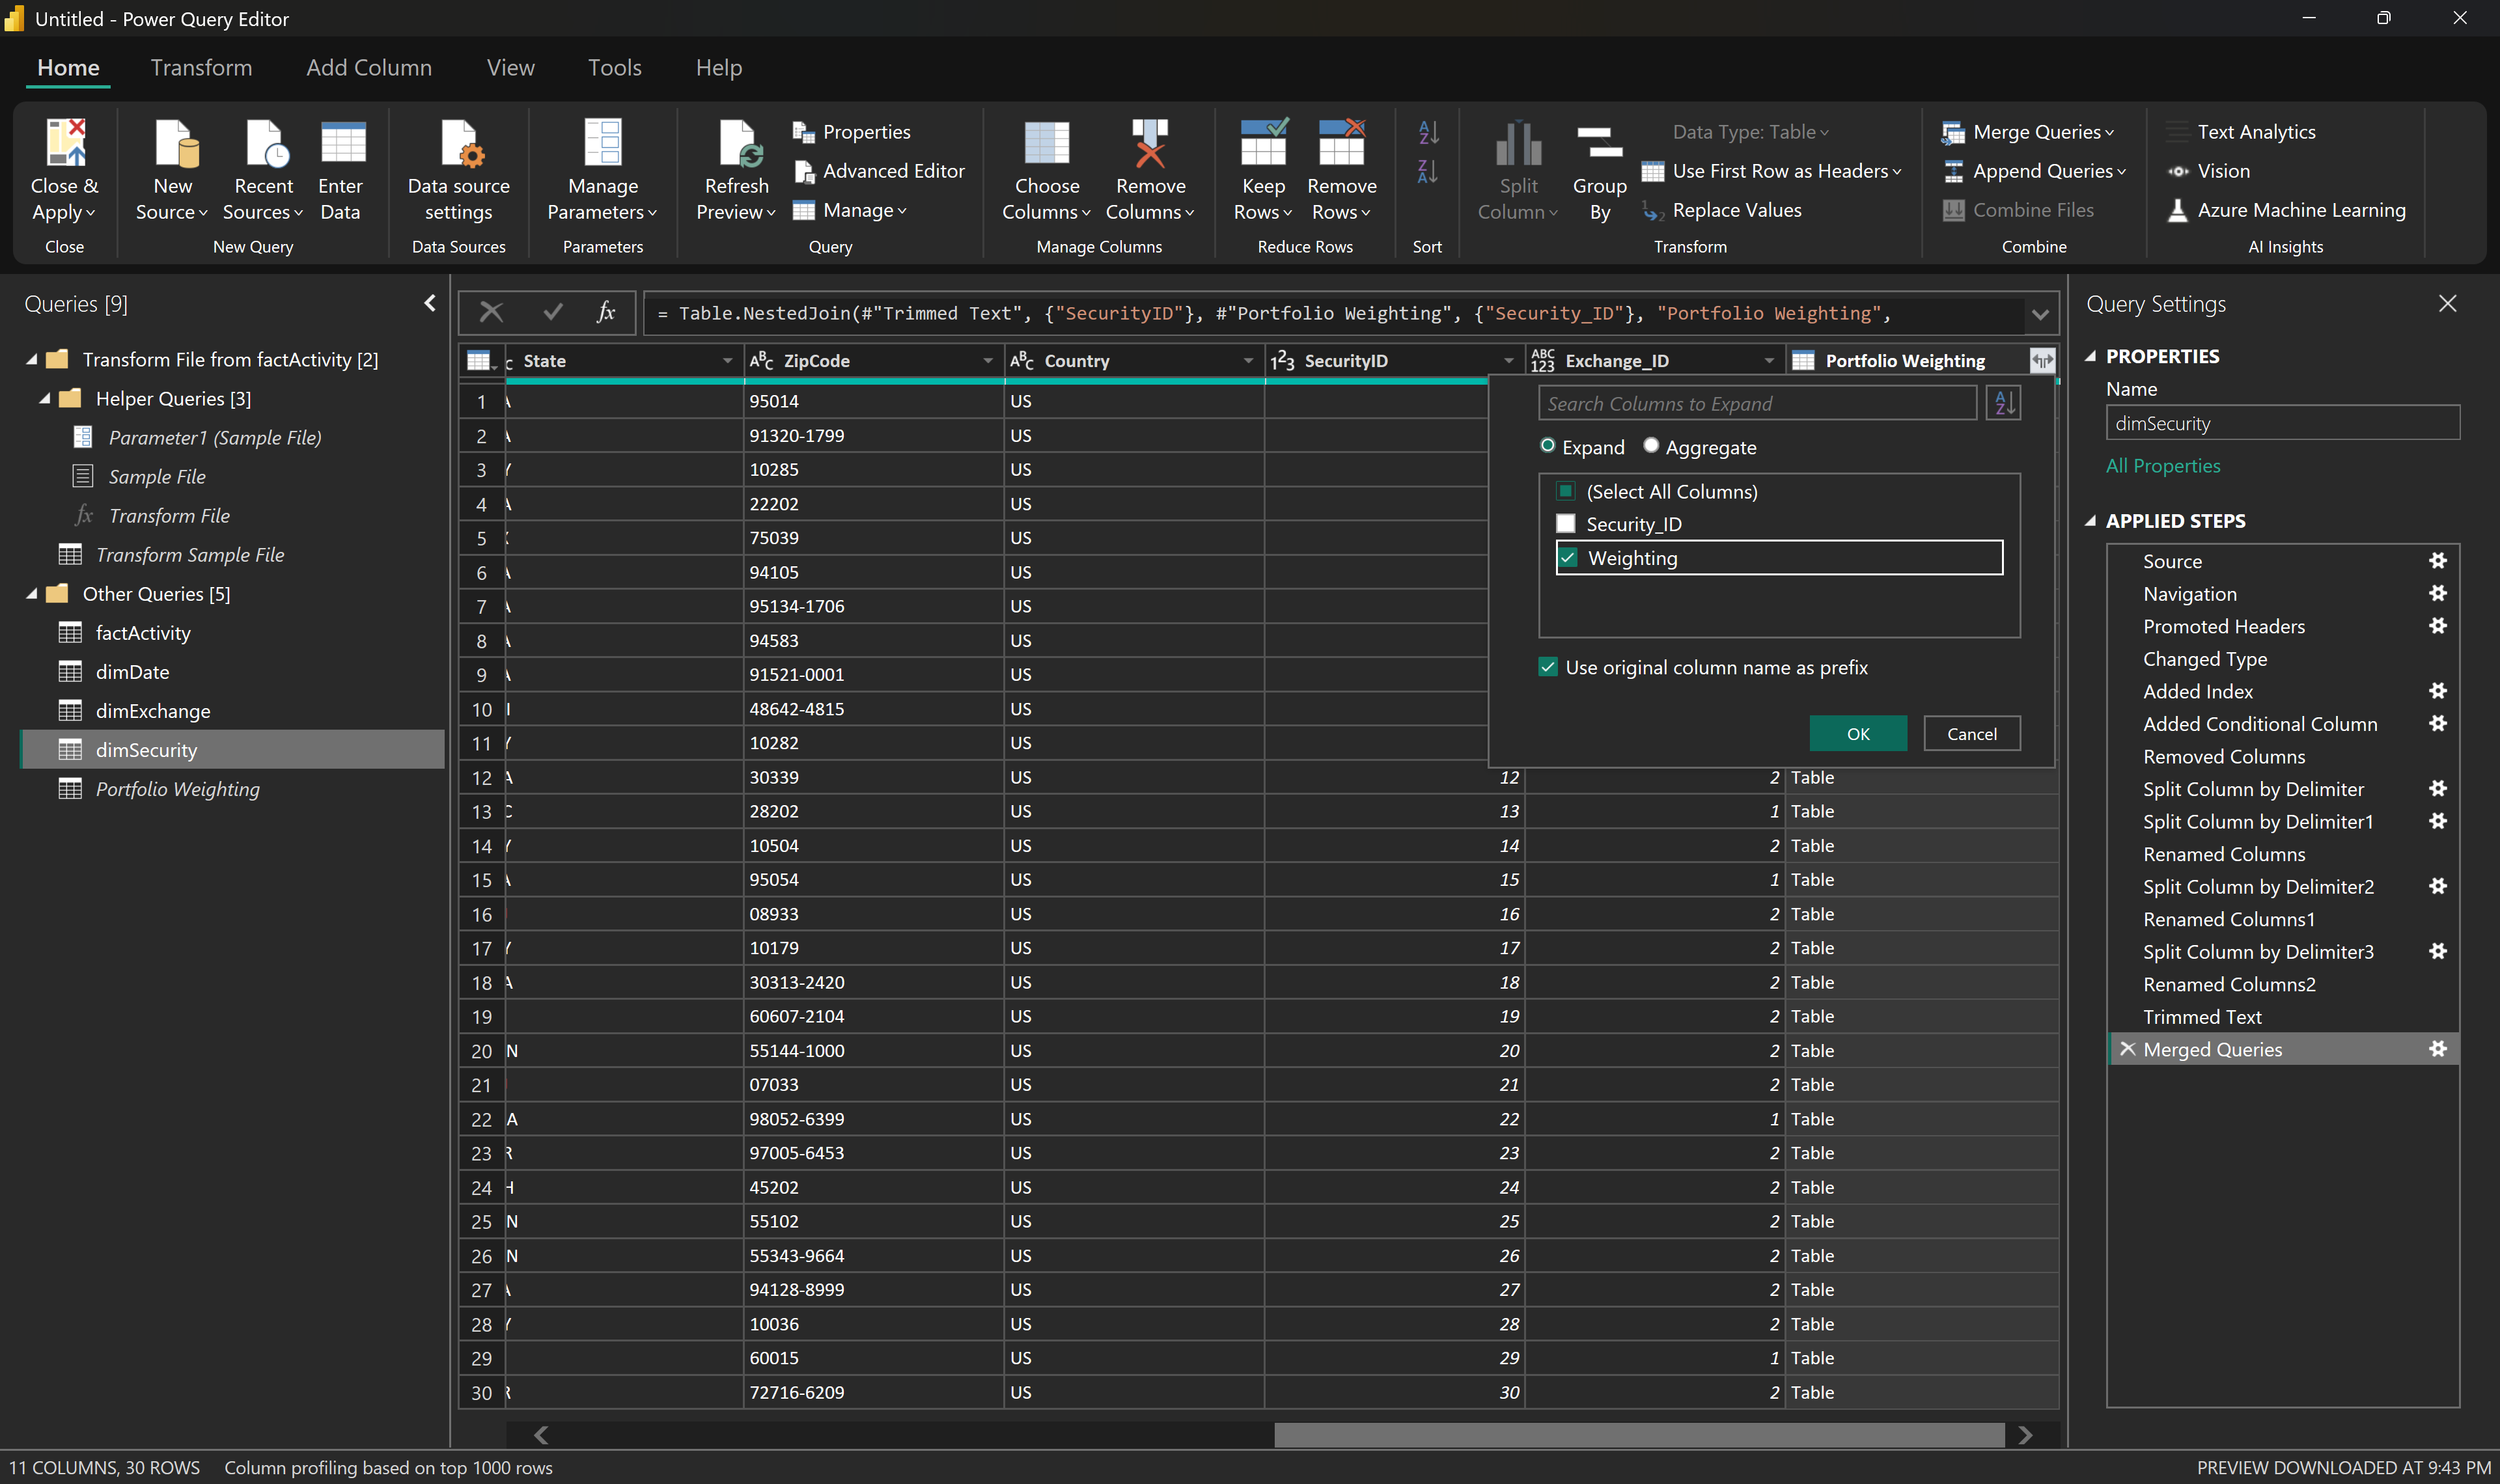 Untitled - Power Query Editor
Home Transform Add Column View Tools Help
Close & Apply
Close
New Source
Recent Sources
Enter Data
New Query
Data source settings
Data Sources
Manage Parameters
Parameters
Refresh Preview
Properties
Advanced Editor
Manage
Query
Choose Columns
Remove Columns
Manage Columns
Keep Rows
Remove Rows
Reduce Rows
Sort
Split Column
Group By
Data Type: Table
Use First Row as Headers
Replace Values
Transform
Merge Queries
Append Queries
Combine Files
Combine
Text Analytics
Vision
Azure Machine Learning
AI Insights
Queries [9]
Transform File from factActivity [2]
Helper Queries [3]
Parameter1 (Sample File)
Sample File
fx Transform File
Transform Sample File
Other Queries [5]
factActivity
dimDate
dimExchange
dimSecurity
Portfolio Weighting
fx = Table.NestedJoin(#"Trimmed Text", {"SecurityID"}, #"Portfolio Weighting", {"Security_ID"}, "Portfolio Weighting",
State ABC ZipCode ABC Country 123 SecurityID ABC 123 Exchange_ID Portfolio Weighting
1 95014 US
2 91320-1799 US
3 10285 US
4 22202 US
5 75039 US
6 94105 US
7 95134-1706 US
8 94583 US
9 91521-0001 US
10 48642-4815 US
11 10282 US
12 30339 US 12 2 Table
13 28202 US 13 1 Table
14 10504 US 14 2 Table
15 95054 US 15 1 Table
16 08933 US 16 2 Table
17 10179 US 17 2 Table
18 30313-2420 US 18 2 Table
19 60607-2104 US 19 2 Table
20 N 55144-1000 US 20 2 Table
21 07033 US 21 2 Table
22 A 98052-6399 US 22 1 Table
23 R 97005-6453 US 23 2 Table
24 45202 US 24 2 Table
25 N 55102 US 25 2 Table
26 N 55343-9664 US 26 2 Table
27 94128-8999 US 27 2 Table
28 10036 US 28 2 Table
29 60015 US 29 1 Table
30 72716-6209 US 30 2 Table
Search Columns to Expand
Expand Aggregate
(Select All Columns)
Security_ID
Weighting
Use original column name as prefix
OK Cancel
Query Settings
PROPERTIES
Name
dimSecurity
All Properties
APPLIED STEPS
Source
Navigation
Promoted Headers
Changed Type
Added Index
Added Conditional Column
Removed Columns
Split Column by Delimiter
Split Column by Delimiter1
Renamed Columns
Split Column by Delimiter2
Renamed Columns1
Split Column by Delimiter3
Renamed Columns2
Trimmed Text
Merged Queries
11 COLUMNS, 30 ROWS Column profiling based on top 1000 rows
PREVIEW DOWNLOADED AT 9:43 PM